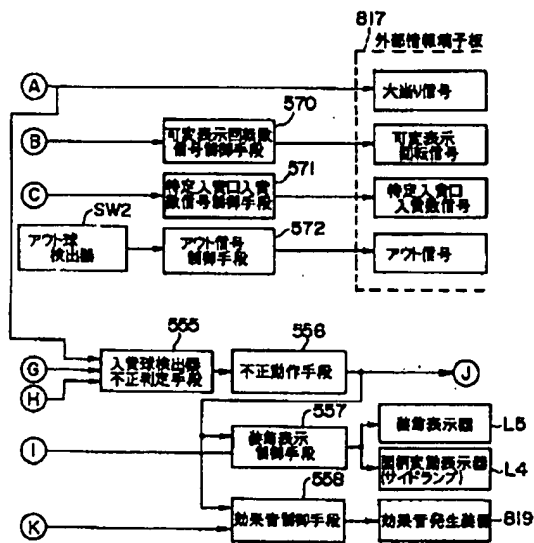 817
外部情報端子板
A
大当り信号
570
B
可変表示回転数
信号制御手段
可変表示
回転信号
571
C
特定入賞口入賞
数信号制御手段
特定入賞口
入賞数信号
SW2
アウト球
検出器
572
アウト信号
制御手段
アウト信号
555
556
G
H
入賞球検出器
不正判定手段
不正動作手段
J
557
I
装飾表示
制御手段
装飾表示器
L5
図柄変動表示器
(サイドランプ)
L4
558
K
効果音制御手段
効果音発生装置
819